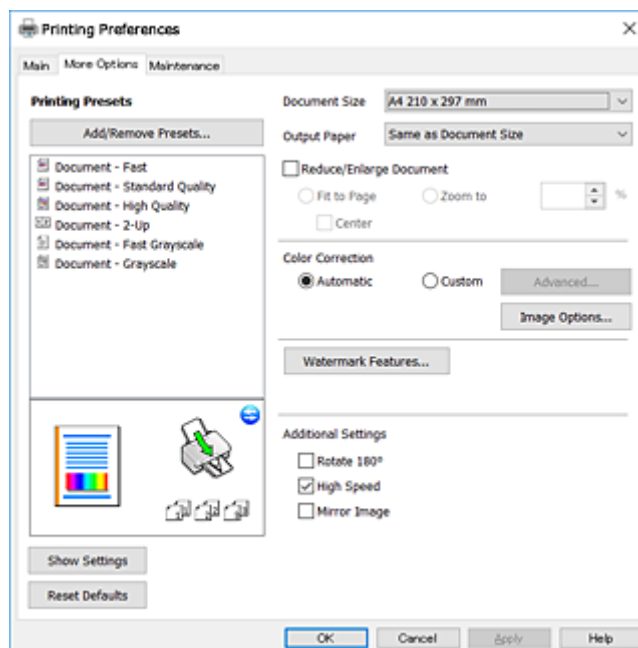 Printing Preferences
Main More Options Maintenance
Printing Presets
Add/Remove Presets...
Document - Fast
Document - Standard Quality
Document - High Quality
Document - 2-Up
Document - Fast Grayscale
Document - Grayscale
Show Settings
Reset Defaults
Document Size A4 210 x 297 mm
Output Paper Same as Document Size
Reduce/Enlarge Document
Fit to Page Zoom to %
Center
Color Correction
Automatic Custom Advanced...
Image Options...
Watermark Features...
Additional Settings
Rotate 180º
High Speed
Mirror Image
OK Cancel Apply Help